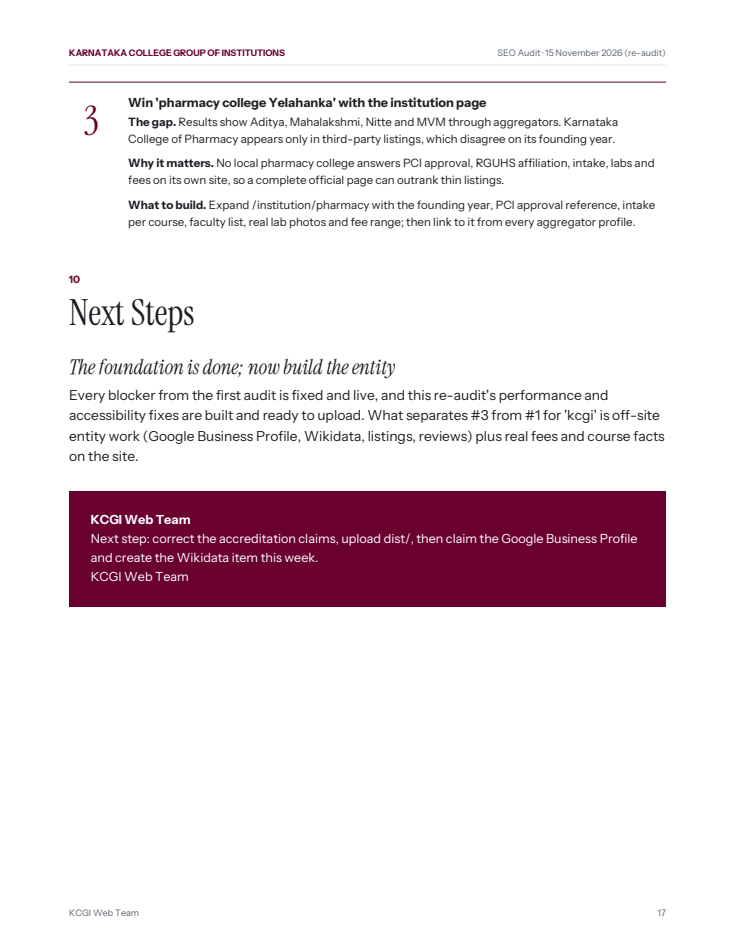 KARNATAKA COLLEGE GROUP OF INSTITUTIONS
SEO Audit · 15 November 2026 (re-audit)
3
Win 'pharmacy college Yelahanka' with the institution page
The gap. Results show Aditya, Mahalakshmi, Nitte and MVM through aggregators. Karnataka
College of Pharmacy appears only in third-party listings, which disagree on its founding year.
Why it matters. No local pharmacy college answers PCI approval, RGUHS affiliation, intake, labs and
fees on its own site, so a complete official page can outrank thin listings.
What to build. Expand /institution/pharmacy with the founding year, PCI approval reference, intake
per course, faculty list, real lab photos and fee range; then link to it from every aggregator profile.
10
Next Steps
The foundation is done; now build the entity
Every blocker from the first audit is fixed and live, and this re-audit's performance and
accessibility fixes are built and ready to upload. What separates #3 from #1 for 'kcgi' is off-site
entity work (Google Business Profile, Wikidata, listings, reviews) plus real fees and course facts
on the site.
KCGI Web Team
Next step: correct the accreditation claims, upload dist/, then claim the Google Business Profile
and create the Wikidata item this week.
KCGI Web Team
KCGI Web Team
17